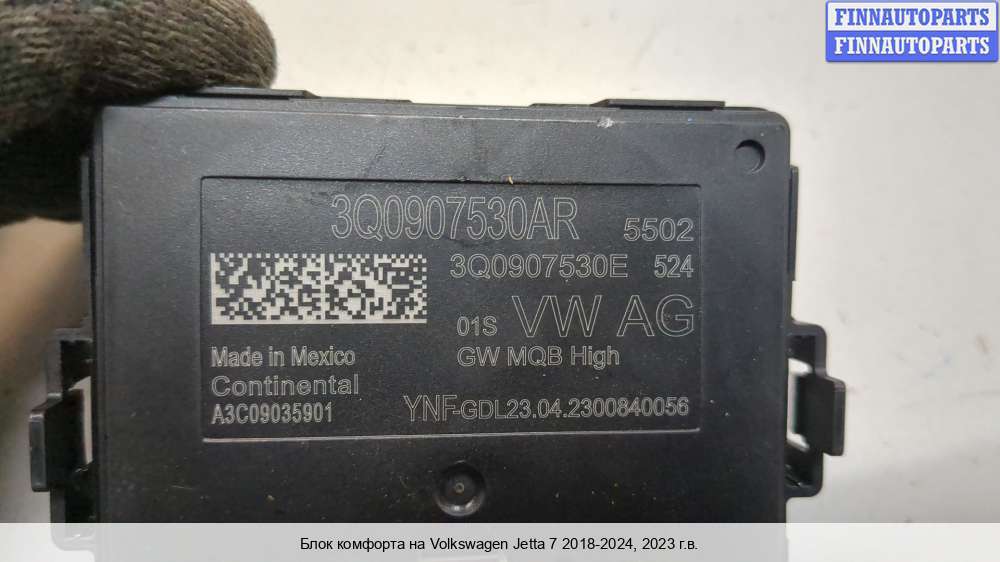 FINNAUTOPARTS
FINNAUTOPARTS
3Q0907530AR 5502
3Q0907530E 524
01S VW AG
Made in Mexico GW MQB High
Continental
A3C09035901 YNF-GDL23.04.2300840056
Блок комфорта на Volkswagen Jetta 7 2018-2024, 2023 г.в.